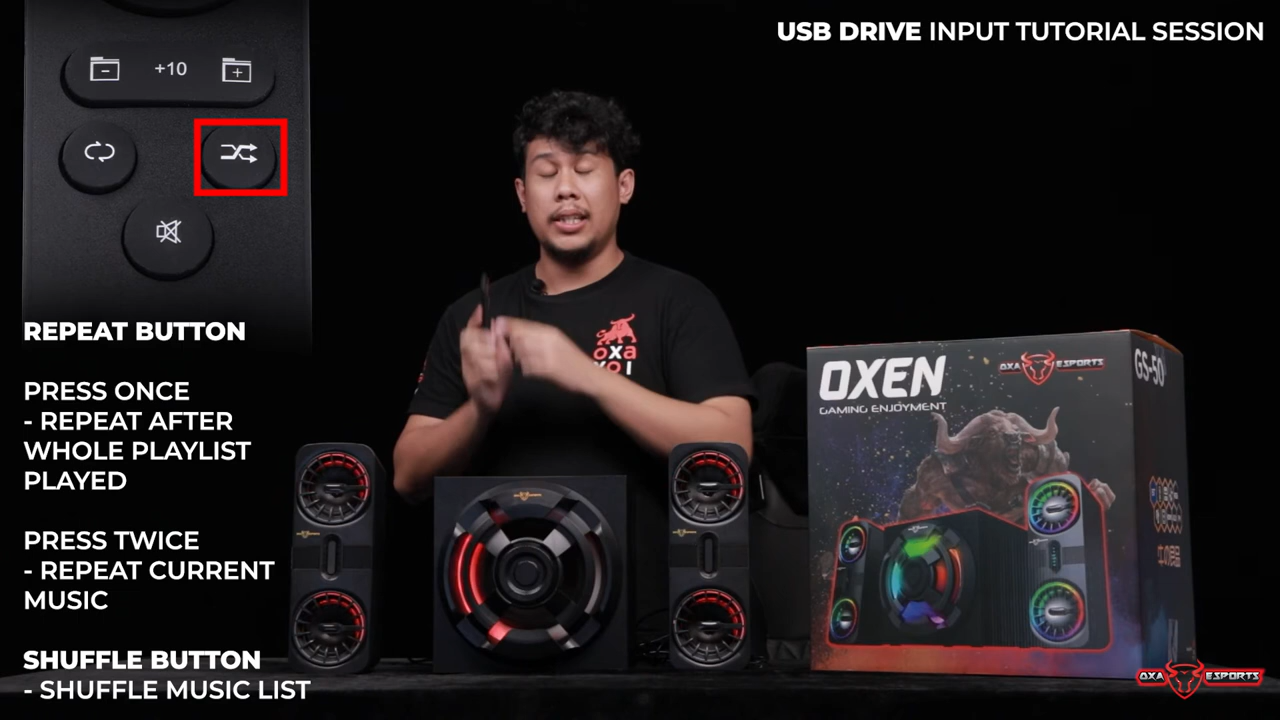 USB DRIVE INPUT TUTORIAL SESSION
+10
REPEAT BUTTON
PRESS ONCE
- REPEAT AFTER
WHOLE PLAYLIST
PLAYED
PRESS TWICE
- REPEAT CURRENT
MUSIC
SHUFFLE BUTTON
- SHUFFLE MUSIC LIST
oxa
OXEN
GAMING ENJOYMENT
OXA ESPORTS
GS-50
OXA ESPORTS